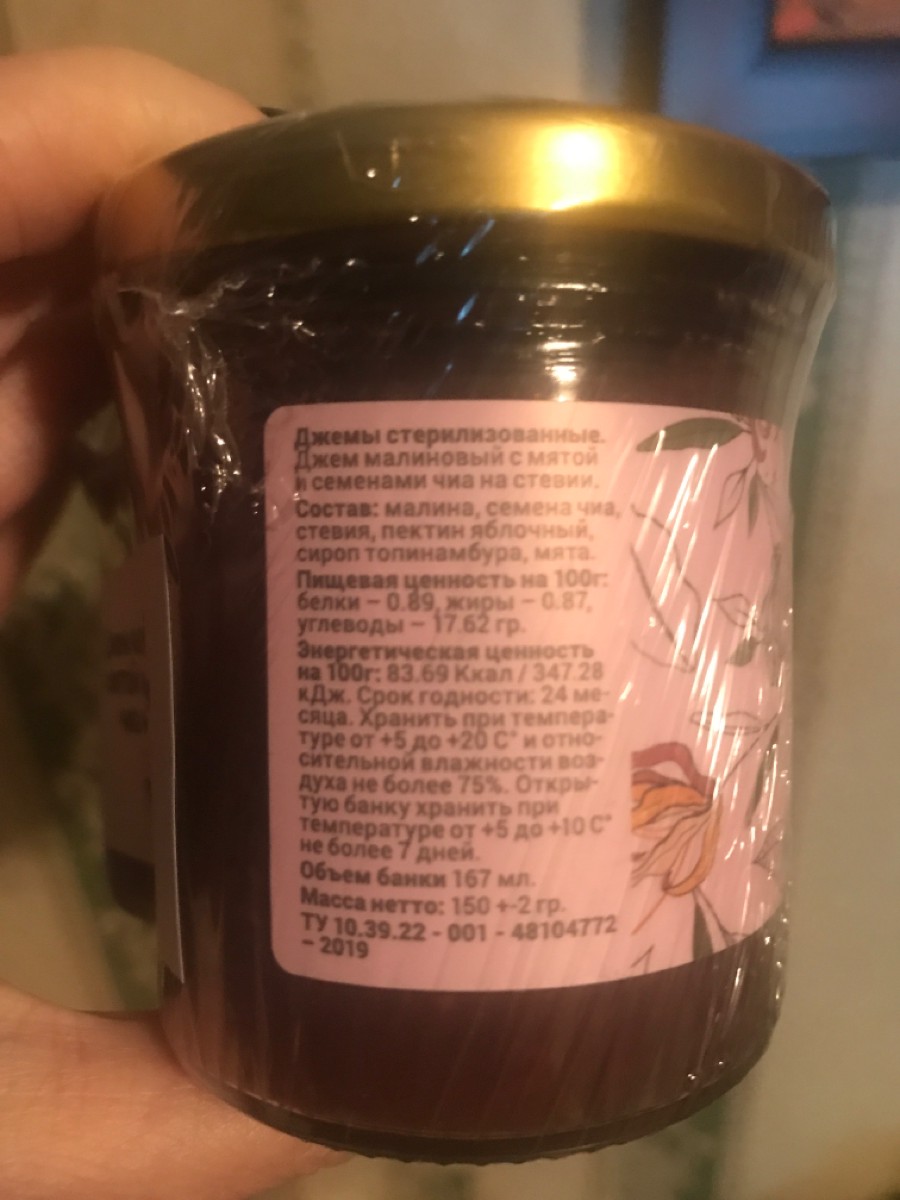 Джемы стерилизованные.
Джем малиновый с мятой
и семенами чиа на стевии.
Состав: малина, семена чиа,
стевия, пектин яблочный,
сироп топинамбура, мята.
Пищевая ценность на 100г:
белки – 0.89, жиры – 0.87,
углеводы – 17.62 гр.
Энергетическая ценность
на 100г: 83.69 Ккал / 347.28
кДж. Срок годности: 24 ме-
сяца. Хранить при темпера-
туре от +5 до +20 С° и отно-
сительной влажности воз-
духа не более 75%. Откры-
тую банку хранить при
температуре от +5 до +10 С°
не более 7 дней.
Объем банки 167 мл.
Масса нетто: 150 +-2 гр.
ТУ 10.39.22 - 001 - 48104772
– 2019